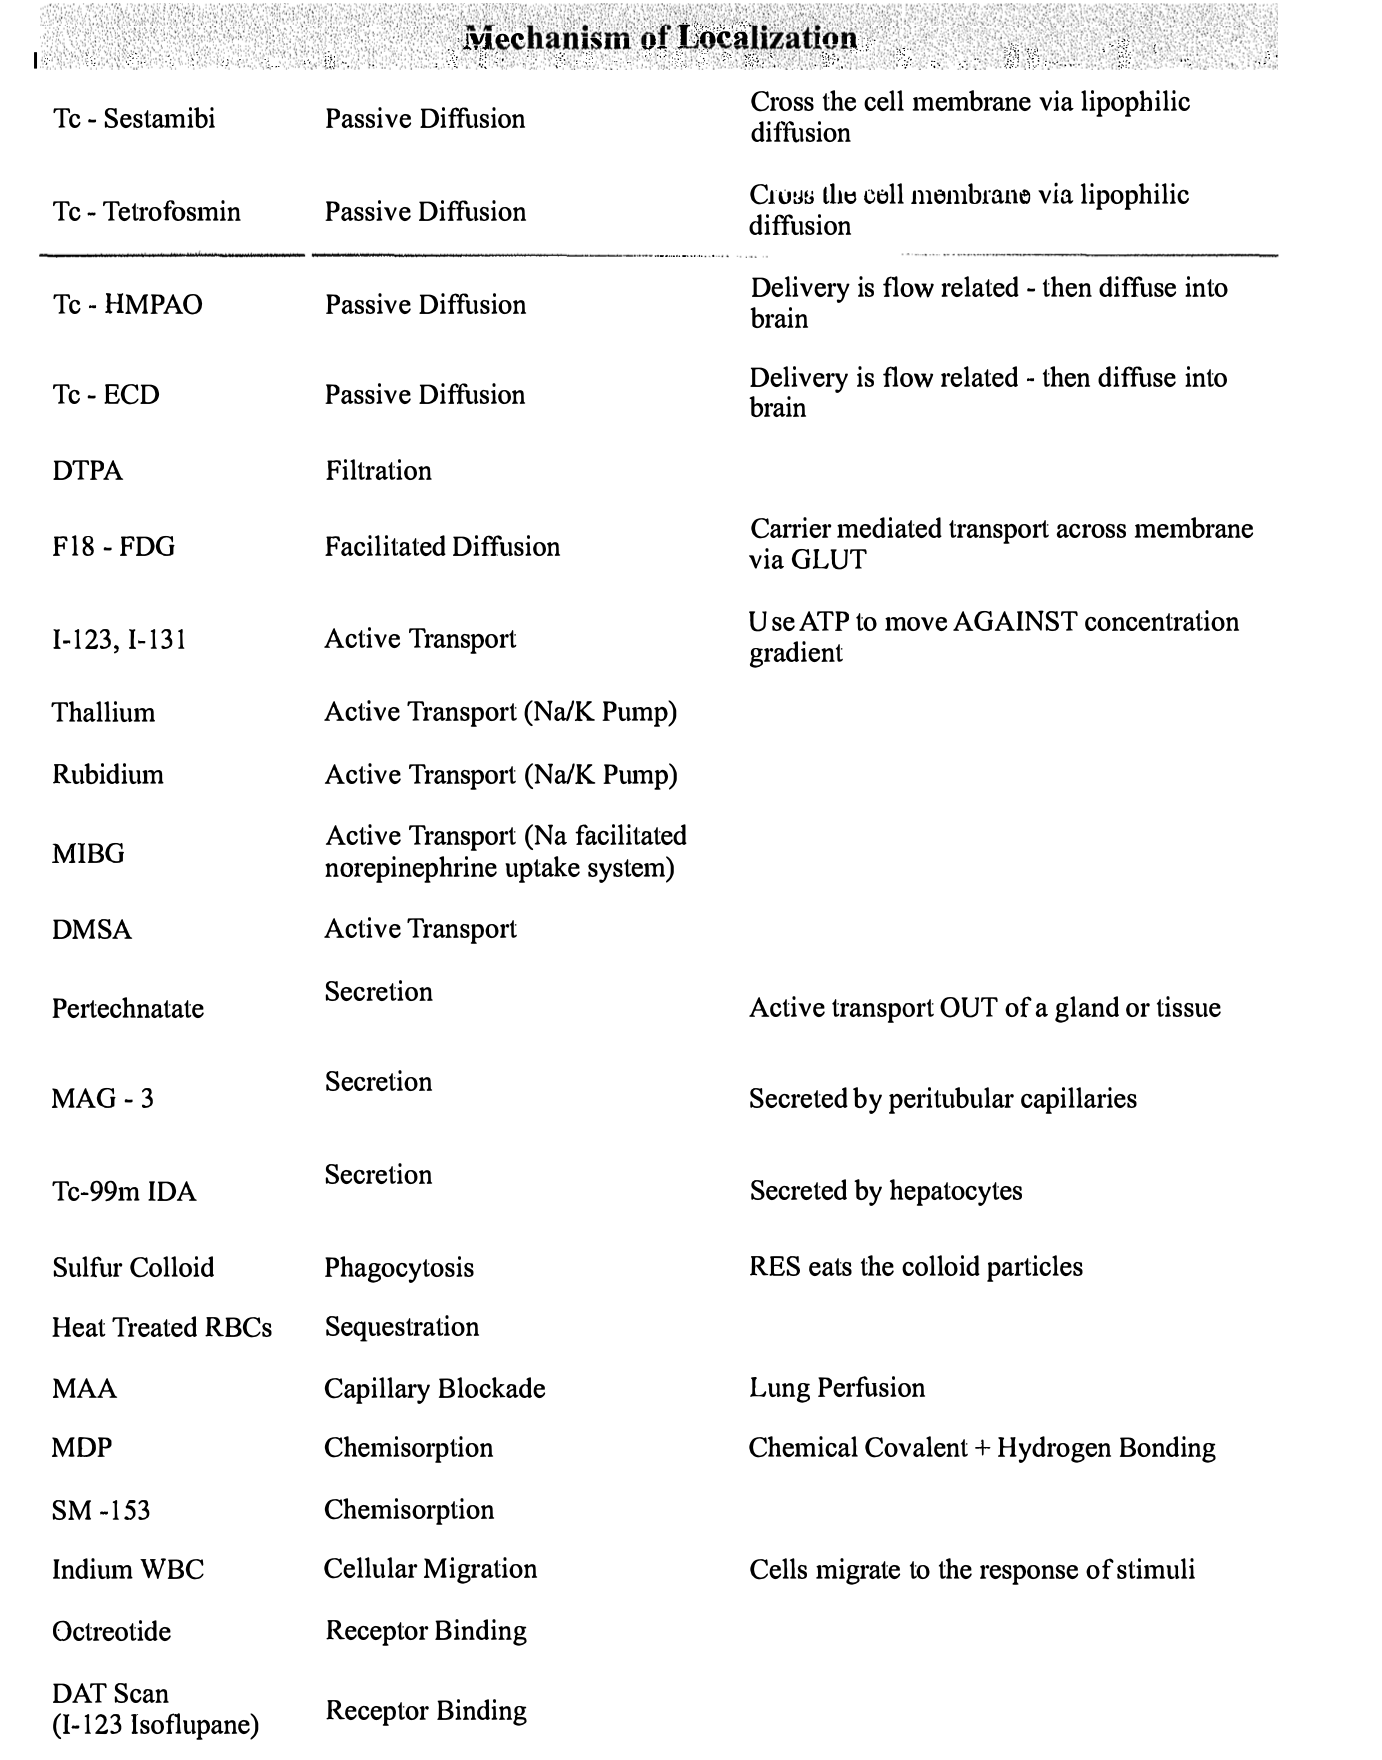 Mechanism of Localization
Tc - Sestamibi
Passive Diffusion
Cross the cell membrane via lipophilic
diffusion
Tc - Tetrofosmin
Passive Diffusion
Cross the cell membrane via lipophilic
diffusion
Tc - HMPAO
Passive Diffusion
Delivery is flow related - then diffuse into
brain
Tc - ECD
Passive Diffusion
Delivery is flow related - then diffuse into
brain
DTPA
Filtration
F18 - FDG
Facilitated Diffusion
Carrier mediated transport across membrane
via GLUT
I-123, I-131
Active Transport
Use ATP to move AGAINST concentration
gradient
Thallium
Active Transport (Na/K Pump)
Rubidium
Active Transport (Na/K Pump)
MIBG
Active Transport (Na facilitated
norepinephrine uptake system)
DMSA
Active Transport
Pertechnatate
Secretion
Active transport OUT of a gland or tissue
MAG - 3
Secretion
Secreted by peritubular capillaries
Tc-99m IDA
Secretion
Secreted by hepatocytes
Sulfur Colloid
Phagocytosis
RES eats the colloid particles
Heat Treated RBCs
Sequestration
MAA
Capillary Blockade
Lung Perfusion
MDP
Chemisorption
Chemical Covalent + Hydrogen Bonding
SM -153
Chemisorption
Indium WBC
Cellular Migration
Cells migrate to the response of stimuli
Octreotide
Receptor Binding
DAT Scan
(I-123 Isoflupane)
Receptor Binding